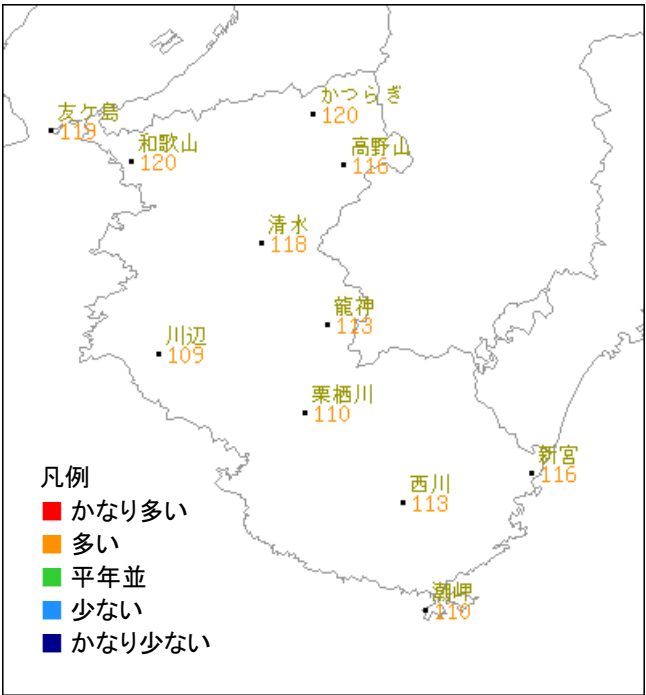 かつらぎ
120
友ケ島
119
和歌山
120
高野山
116
清水
118
龍神
113
川辺
109
栗栖川
110
新宮
116
西川
113
潮岬
110
凡例
かなり多い
多い
平年並
少ない
かなり少ない